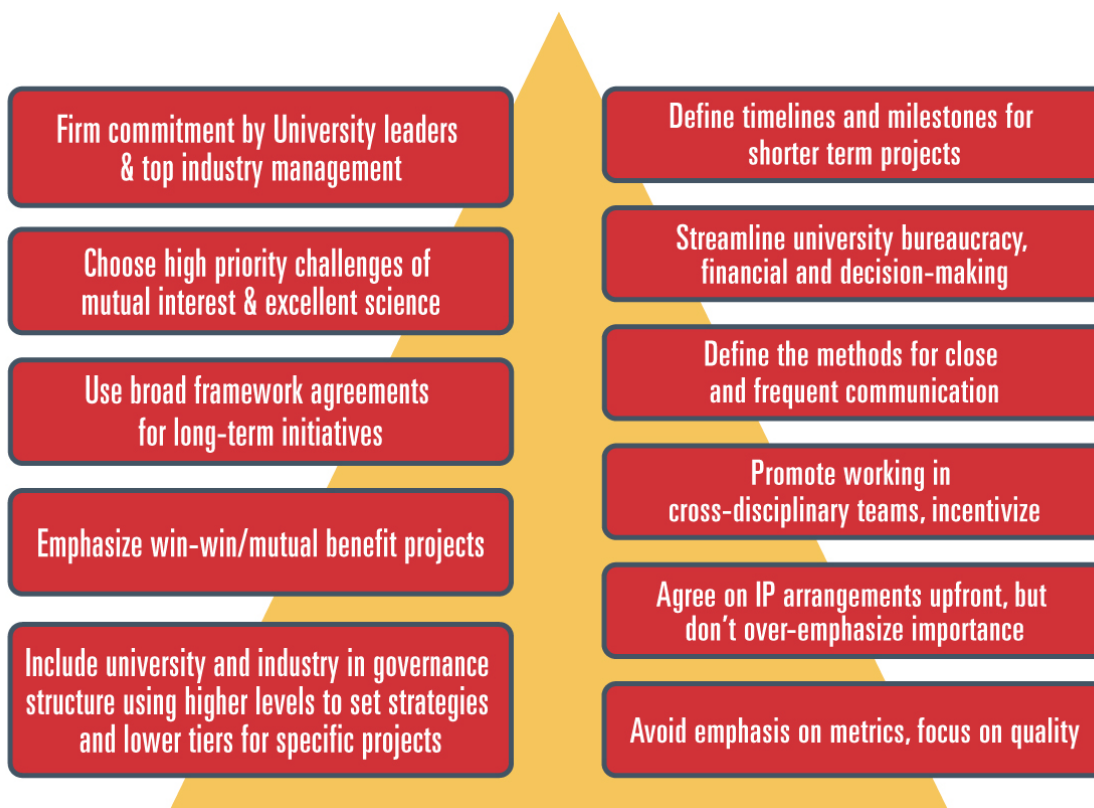 Firm commitment by University leaders
& top industry management
Choose high priority challenges of
mutual interest & excellent science
Use broad framework agreements
for long-term initiatives
Emphasize win-win/mutual benefit projects
Include university and industry in governance
structure using higher levels to set strategies
and lower tiers for specific projects
Define timelines and milestones for
shorter term projects
Streamline university bureaucracy,
financial and decision-making
Define the methods for close
and frequent communication
Promote working in
cross-disciplinary teams, incentivize
Agree on IP arrangements upfront, but
don't over-emphasize importance
Avoid emphasis on metrics, focus on quality